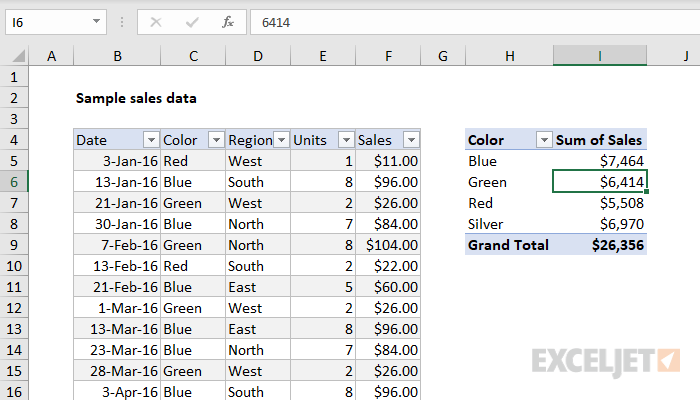 I6 fx 6414
A B C D E F G H I J
1
2 Sample sales data
3
4 Date Color Region Units Sales Color Sum of Sales
5 3-Jan-16 Red West 1 $11.00 Blue $7,464
6 13-Jan-16 Blue South 8 $96.00 Green $6,414
7 21-Jan-16 Green West 2 $26.00 Red $5,508
8 30-Jan-16 Blue North 7 $84.00 Silver $6,970
9 7-Feb-16 Green North 8 $104.00 Grand Total $26,356
10 13-Feb-16 Red South 2 $22.00
11 21-Feb-16 Blue East 5 $60.00
12 1-Mar-16 Green West 2 $26.00
13 13-Mar-16 Blue East 8 $96.00
14 23-Mar-16 Blue North 7 $84.00
15 28-Mar-16 Green West 2 $26.00
16 3-Apr-16 Blue South 8 $96.00
EXCELJET